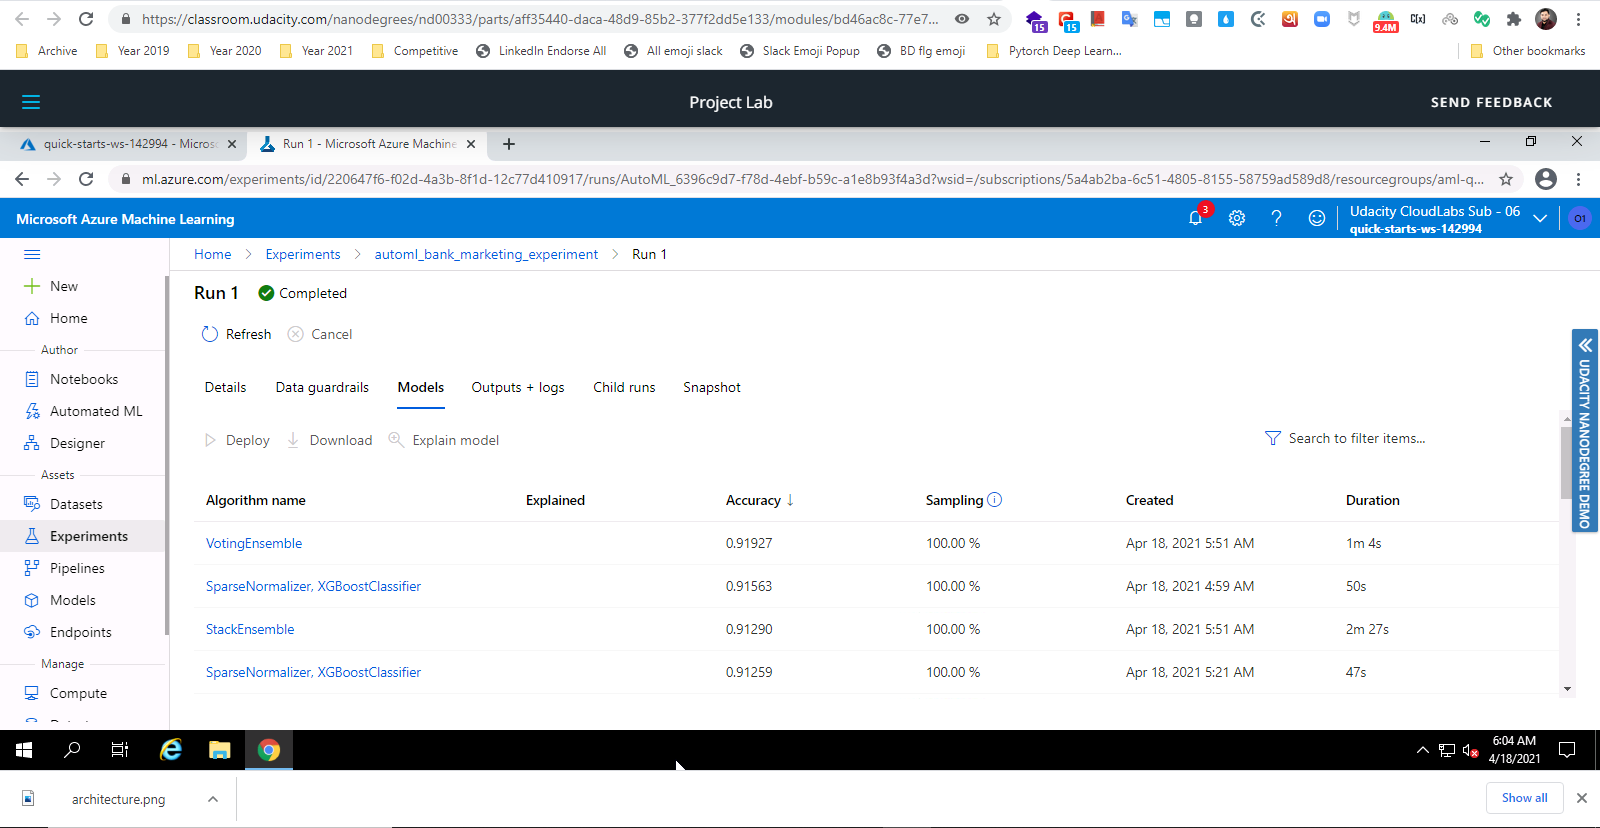 https://classroom.udacity.com/nanodegrees/nd00333/parts/aff35440-daca-48d9-85b2-377f2dd5e133/modules/bd46ac8c-77e7...
15
15
9.4M
Archive
Year 2019
Year 2020
Year 2021
Competitive
LinkedIn Endorse All
All emoji slack
Slack Emoji Popup
BD flg emoji
Pytorch Deep Learn...
Other bookmarks
Project Lab
SEND FEEDBACK
quick-starts-ws-142994 - Micros
Run 1 - Microsoft Azure Machine
ml.azure.com/experiments/id/220647f6-f02d-4a3b-8f1d-12c77d410917/runs/AutoML_6396c9d7-f78d-4ebf-b59c-a1e8b93f4a3d?wsid=/subscriptions/5a4ab2ba-6c51-4805-8155-58759ad589d8/resourcegroups/aml-q...
Microsoft Azure Machine Learning
3
Udacity CloudLabs Sub - 06
quick-starts-ws-142994
O1
Home > Experiments > automl_bank_marketing_experiment > Run 1
New
Home
Author
Notebooks
Automated ML
Designer
Assets
Datasets
Experiments
Pipelines
Models
Endpoints
Manage
Compute
Run 1 Completed
Refresh Cancel
Details Data guardrails Models Outputs + logs Child runs Snapshot
Deploy Download Explain model
Search to filter items...
Algorithm name Explained Accuracy ↓ Sampling Created Duration
VotingEnsemble 0.91927 100.00 % Apr 18, 2021 5:51 AM 1m 4s
SparseNormalizer, XGBoostClassifier 0.91563 100.00 % Apr 18, 2021 4:59 AM 50s
StackEnsemble 0.91290 100.00 % Apr 18, 2021 5:51 AM 2m 27s
SparseNormalizer, XGBoostClassifier 0.91259 100.00 % Apr 18, 2021 5:21 AM 47s
UDACITY NANODEGREE DEMO
6:04 AM
4/18/2021
architecture.png
Show all